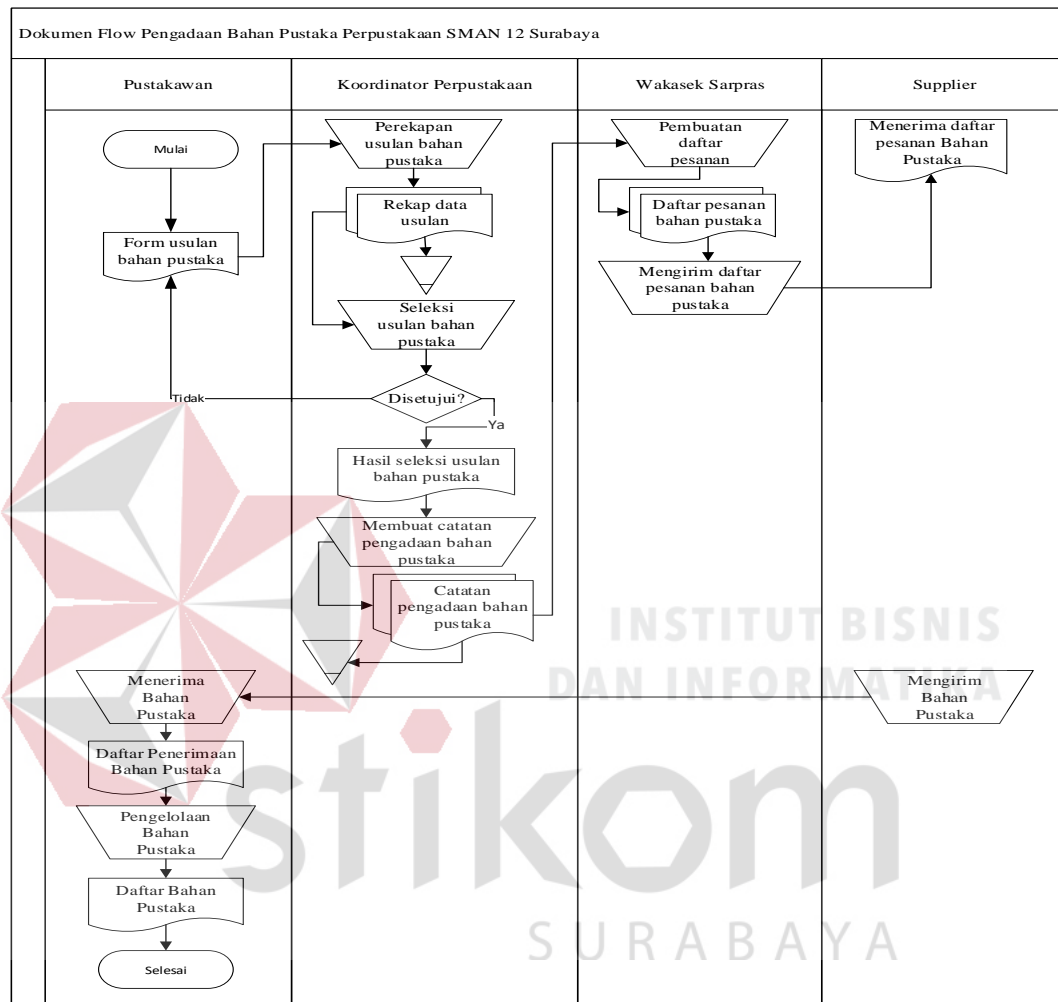 Dokumen Flow Pengadaan Bahan Pustaka Perpustakaan SMAN 12 Surabaya
Pustakawan
Koordinator Perpustakaan
Wakasek Sarpras
Supplier
Mulai
Form usulan
bahan pustaka
Perekapan
usulan bahan
pustaka
Rekap data
usulan
Seleksi
usulan bahan
pustaka
Disetujui?
Tidak
Ya
Hasil seleksi usulan
bahan pustaka
Membuat catatan
pengadaan bahan
pustaka
Catatan
pengadaan bahan
pustaka
Pembuatan
daftar
pesanan
Daftar pesanan
bahan pustaka
Mengirim daftar
pesanan bahan
pustaka
Menerima daftar
pesanan Bahan
Pustaka
Mengirim
Bahan
Pustaka
Menerima
Bahan
Pustaka
Daftar Penerimaan
Bahan Pustaka
Pengelolaan
Bahan
Pustaka
Daftar Bahan
Pustaka
Selesai
INSTITUT BISNIS
DAN INFORMATIKA
stikom
SURABAYA